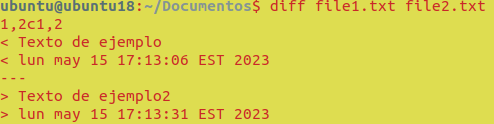 ubuntu@ubuntu18:~/Documentos$ diff file1.txt file2.txt
1,2c1,2
< Texto de ejemplo
< lun may 15 17:13:06 EST 2023
---
> Texto de ejemplo2
> lun may 15 17:13:31 EST 2023